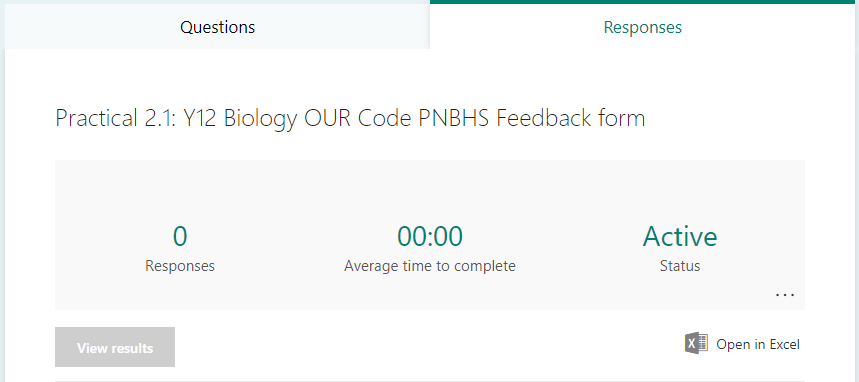 Questions
Responses
Practical 2.1: Y12 Biology OUR Code PNBHS Feedback form
0
00:00
Active
Responses
Average time to complete
Status
...
View results
X
Open in Excel